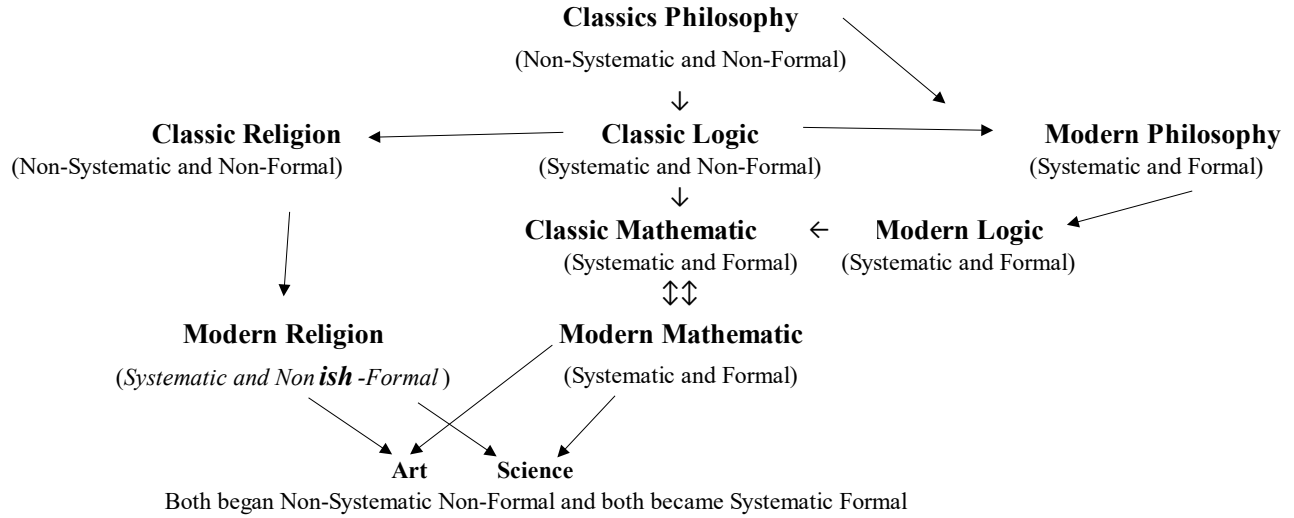 Classics Philosophy
(Non-Systematic and Non-Formal)
↓
Classic Religion Classic Logic Modern Philosophy
(Non-Systematic and Non-Formal) (Systematic and Non-Formal) (Systematic and Formal)
↓
Classic Mathematic ← Modern Logic
(Systematic and Formal) (Systematic and Formal)
↕↕
Modern Religion Modern Mathematic
(Systematic and Non ish -Formal) (Systematic and Formal)
Art Science
Both began Non-Systematic Non-Formal and both became Systematic Formal